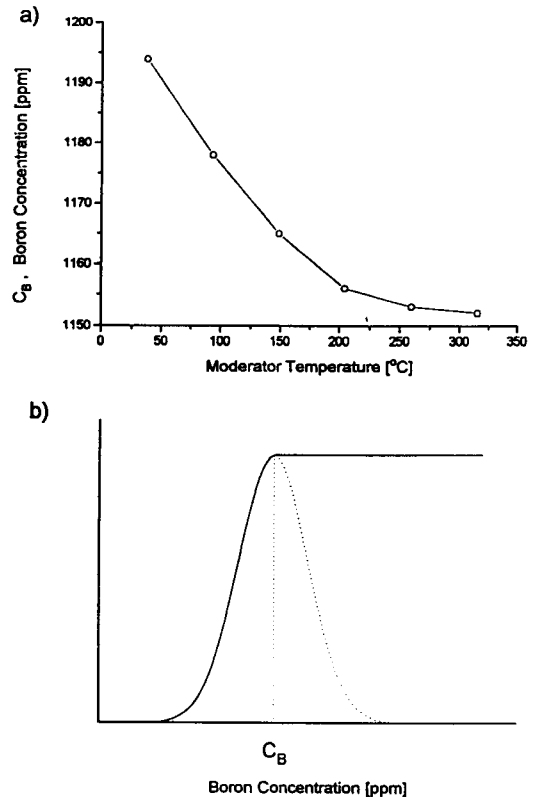 a)
1200
1190
1180
1170
1160
1150
C_B , Boron Concentration [ppm]
0 50 100 150 200 250 300 350
Moderator Temperature [°C]
b)
C_B
Boron Concentration [ppm]